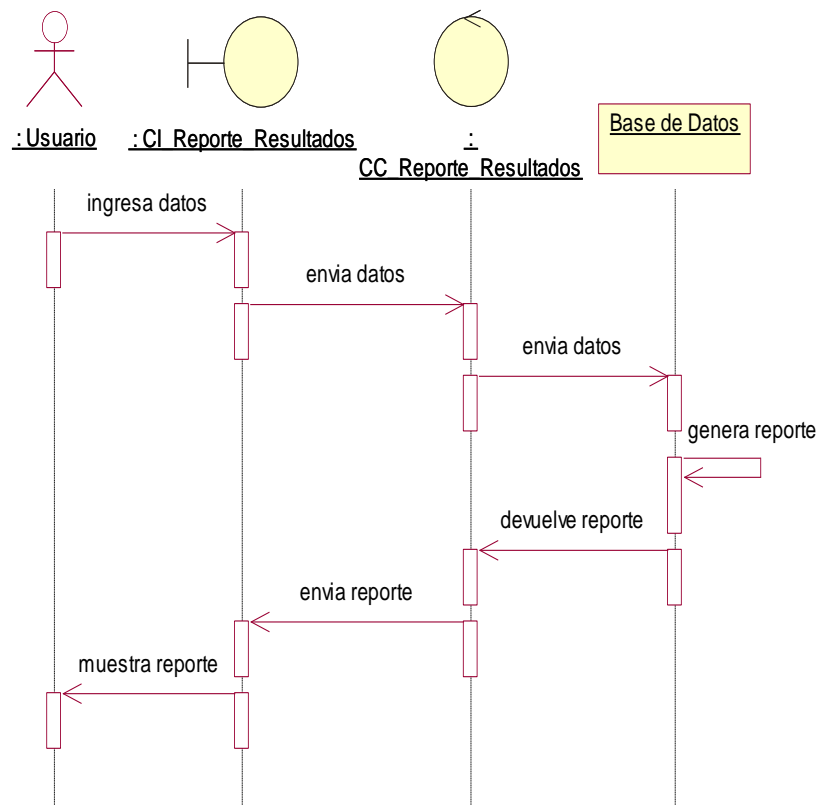 : Usuario
: CI_Reporte_Resultados
:
CC_Reporte_Resultados
Base de Datos
ingresa datos
envia datos
envia datos
genera reporte
devuelve reporte
envia reporte
muestra reporte